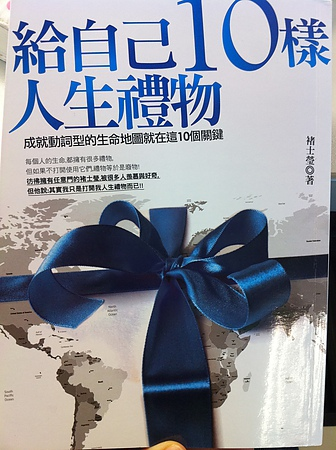 給自己10樣
人生禮物
成就動詞型的生命地圖就在這10個關鍵
褚士瑩◎著
每個人的生命,都擁有很多禮物,
但如果不打開使用它們,禮物等於是廢物!
彷彿擁有任意門的褚士瑩,被很多人羨慕與好奇,
但他說:其實我只是打開我人生禮物而已!!